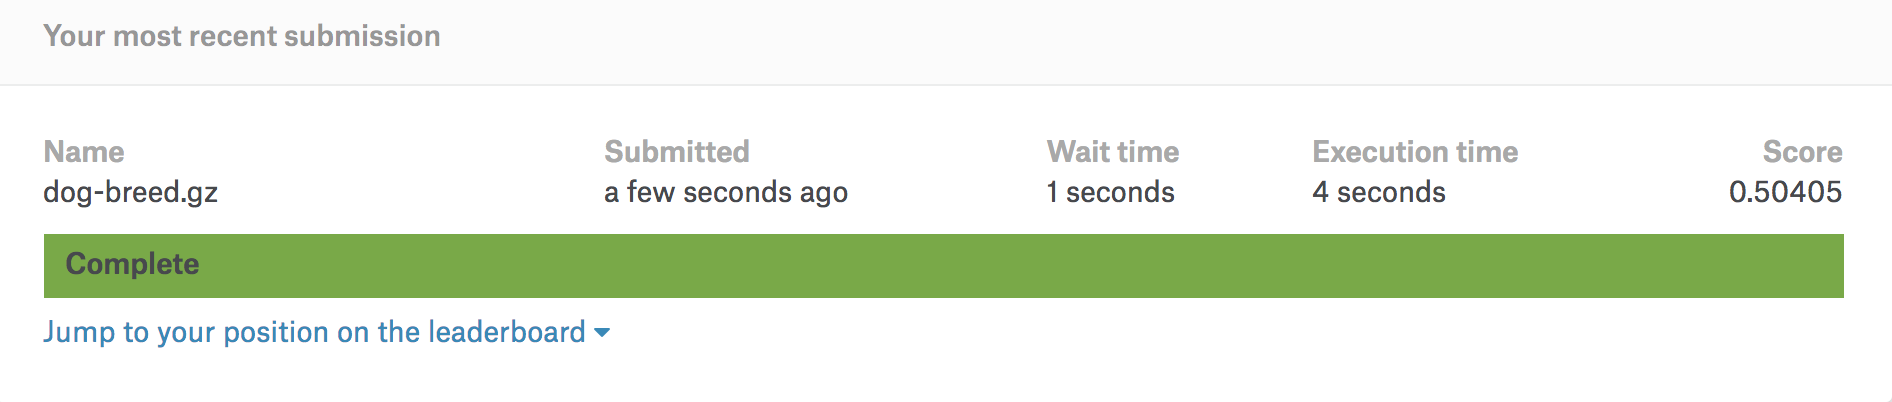 Your most recent submission
Name Submitted Wait time Execution time Score
dog-breed.gz a few seconds ago 1 seconds 4 seconds 0.50405
Complete
Jump to your position on the leaderboard